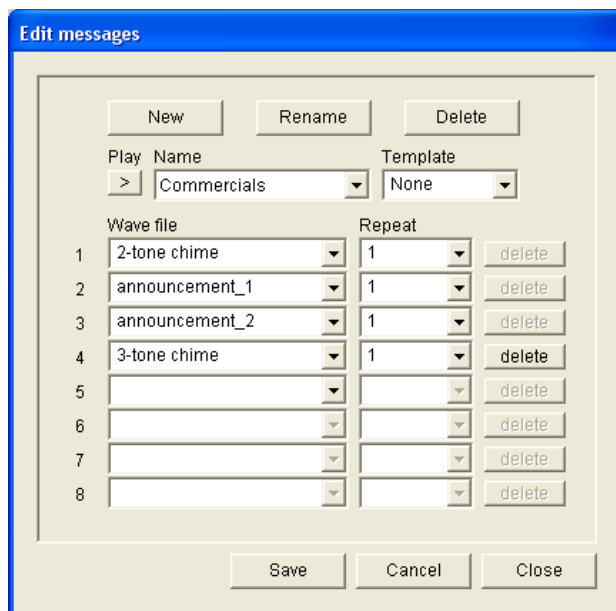 Edit messages
New Rename Delete
Play Name Template
> Commercials None
Wave file Repeat
1 2-tone chime 1 delete
2 announcement_1 1 delete
3 announcement_2 1 delete
4 3-tone chime 1 delete
5 delete
6 delete
7 delete
8 delete
Save Cancel Close